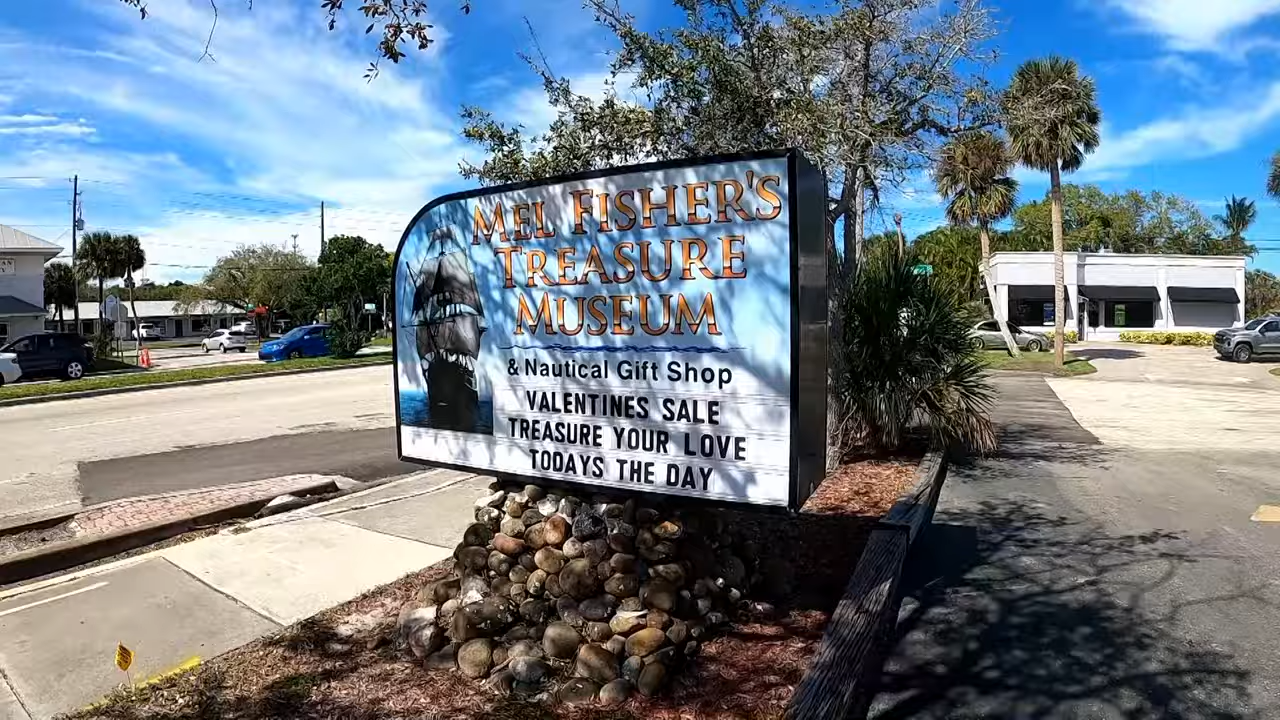 MEL FISHER'S
TREASURE
MUSEUM
& Nautical Gift Shop
VALENTINES SALE
TREASURE YOUR LOVE
TODAYS THE DAY